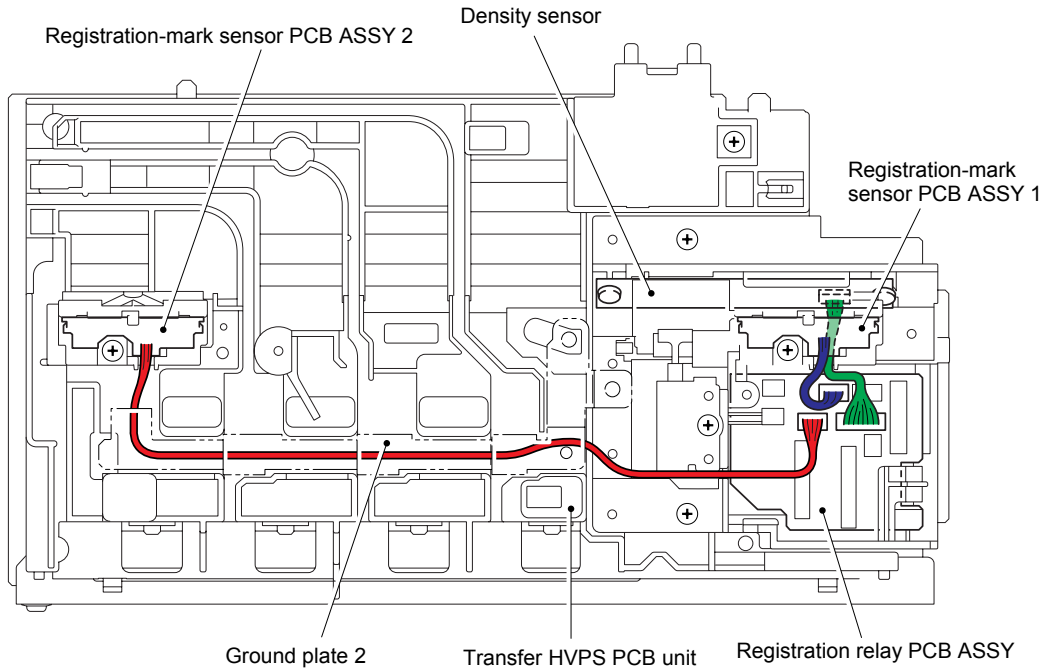 Density sensor
Registration-mark sensor PCB ASSY 2
Registration-mark
sensor PCB ASSY 1
Ground plate 2
Transfer HVPS PCB unit
Registration relay PCB ASSY